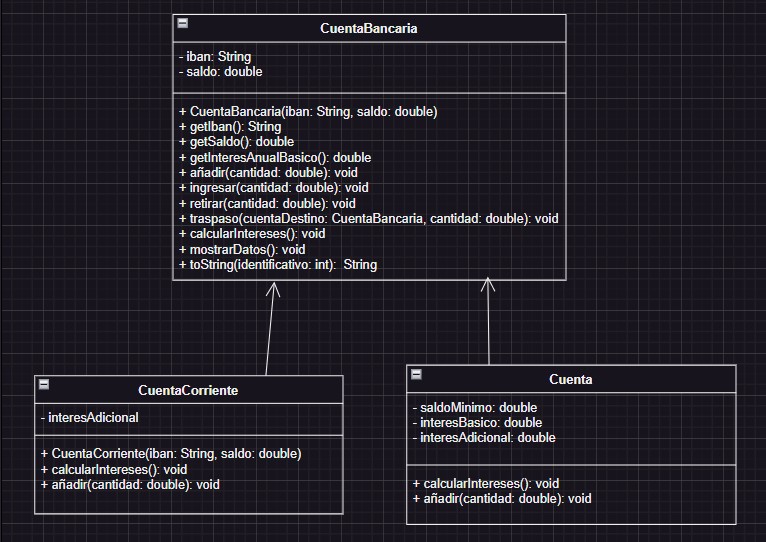 CuentaBancaria
- iban: String
- saldo: double
+ CuentaBancaria(iban: String, saldo: double)
+ getIban(): String
+ getSaldo(): double
+ getInteresAnualBasico(): double
+ añadir(cantidad: double): void
+ ingresar(cantidad: double): void
+ retirar(cantidad: double): void
+ traspaso(cuentaDestino: CuentaBancaria, cantidad: double): void
+ calcularIntereses(): void
+ mostrarDatos(): void
+ toString(identificativo: int): String
CuentaCorriente
- interesAdicional
+ CuentaCorriente(iban: String, saldo: double)
+ calcularIntereses(): void
+ añadir(cantidad: double): void
Cuenta
- saldoMinimo: double
- interesBasico: double
- interesAdicional: double
+ calcularIntereses(): void
+ añadir(cantidad: double): void